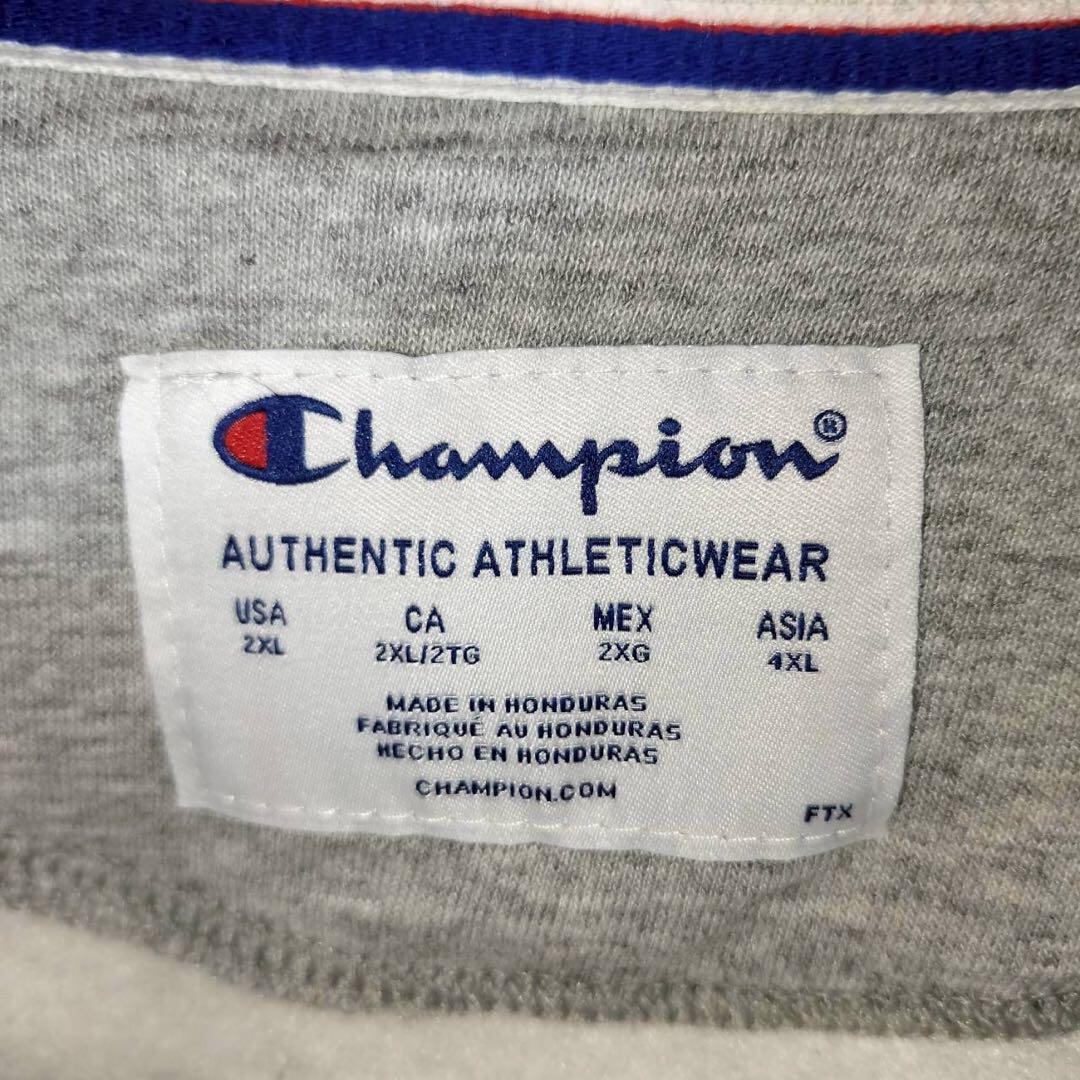 Champion®
AUTHENTIC ATHLETICWEAR
USA CA MEX ASIA
2XL 2XL/2TG 2XG 4XL
MADE IN HONDURAS
FABRIQUÉ AU HONDURAS
HECHO EN HONDURAS
CHAMPION.COM
FTX